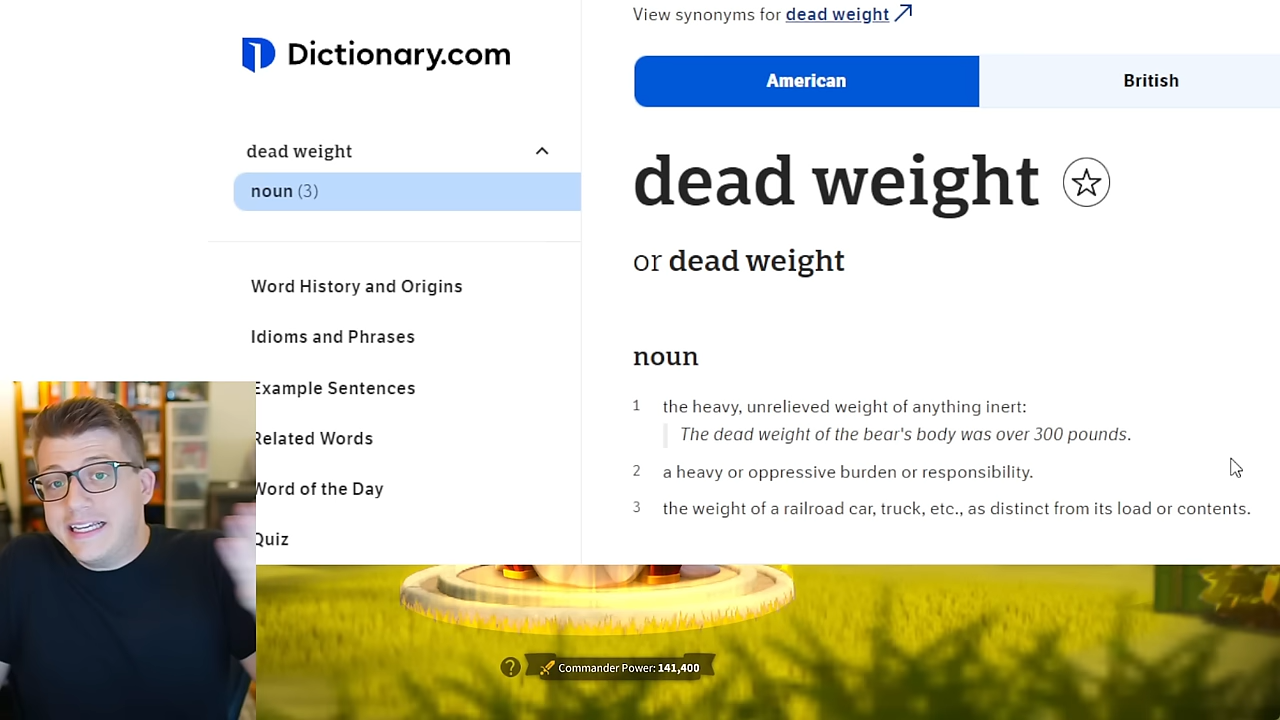 View synonyms for dead weight
Dictionary.com
American
British
dead weight
noun (3)
dead weight
or dead weight
Word History and Origins
Idioms and Phrases
Example Sentences
Related Words
Word of the Day
Quiz
noun
1 the heavy, unrelieved weight of anything inert:
The dead weight of the bear's body was over 300 pounds.
2 a heavy or oppressive burden or responsibility.
3 the weight of a railroad car, truck, etc., as distinct from its load or contents.
? Commander Power: 141,400